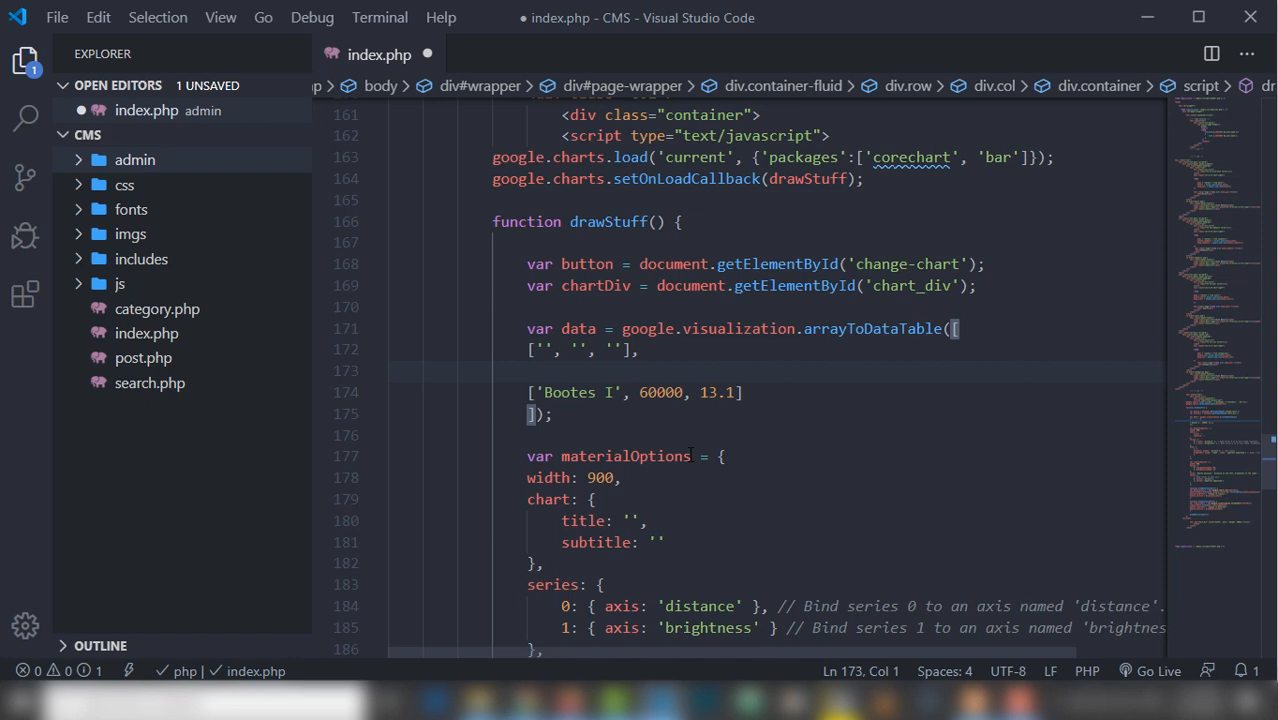 File Edit Selection View Go Debug Terminal Help
● index.php - CMS - Visual Studio Code
EXPLORER
index.php
OPEN EDITORS 1 UNSAVED
index.php admin
1
CMS
admin
css
fonts
imgs
includes
js
category.php
index.php
post.php
search.php
OUTLINE
body div#wrapper div#page-wrapper div.container-fluid div.row div.col div.container script
161 <div class="container">
162 <script type="text/javascript">
163 google.charts.load('current', {'packages':['corechart', 'bar']});
164 google.charts.setOnLoadCallback(drawStuff);
165
166 function drawStuff() {
167
168 var button = document.getElementById('change-chart');
169 var chartDiv = document.getElementById('chart_div');
170
171 var data = google.visualization.arrayToDataTable([
172 ['', '', ''],
173
174 ['Bootes I', 60000, 13.1]
175 ]);
176
177 var materialOptions = {
178 width: 900,
179 chart: {
180 title: '',
181 subtitle: ''
182 },
183 series: {
184 0: { axis: 'distance' }, // Bind series 0 to an axis named 'distance'.
185 1: { axis: 'brightness' } // Bind series 1 to an axis named 'brightnes
186 },
0 0 1 php | index.php Ln 173, Col 1 Spaces: 4 UTF-8 LF PHP Go Live 1